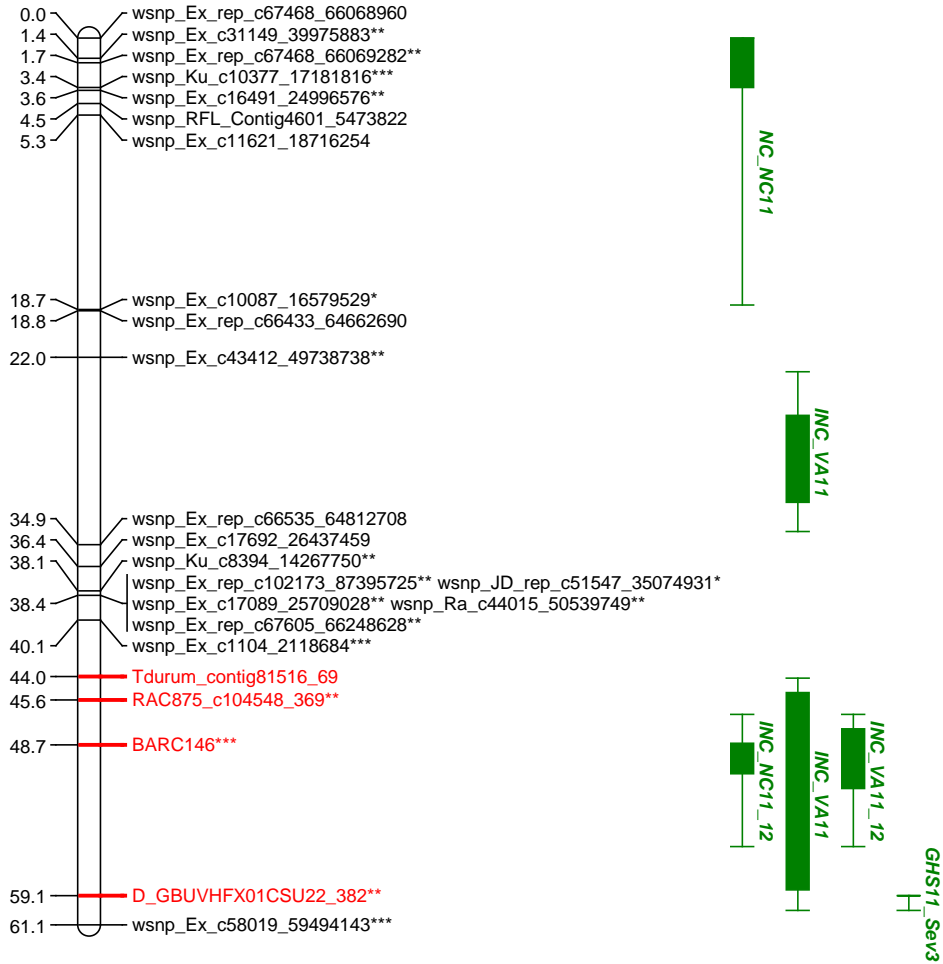 0.0 wsnp_Ex_rep_c67468_66068960
1.4 wsnp_Ex_c31149_39975883**
1.7 wsnp_Ex_rep_c67468_66069282**
3.4 wsnp_Ku_c10377_17181816***
3.6 wsnp_Ex_c16491_24996576**
4.5 wsnp_RFL_Contig4601_5473822
5.3 wsnp_Ex_c11621_18716254
NC_NC11
18.7 wsnp_Ex_c10087_16579529*
18.8 wsnp_Ex_rep_c66433_64662690
22.0 wsnp_Ex_c43412_49738738**
INC_VA11
34.9 wsnp_Ex_rep_c66535_64812708
36.4 wsnp_Ex_c17692_26437459
38.1 wsnp_Ku_c8394_14267750**
wsnp_Ex_rep_c102173_87395725** wsnp_JD_rep_c51547_35074931*
38.4 wsnp_Ex_c17089_25709028** wsnp_Ra_c44015_50539749**
wsnp_Ex_rep_c67605_66248628**
40.1 wsnp_Ex_c1104_2118684***
44.0 Tdurum_contig81516_69
45.6 RAC875_c104548_369**
48.7 BARC146***
INC_NC11_12
INC_VA11
INC_VA11_12
59.1 D_GBUVHFX01CSU22_382**
61.1 wsnp_Ex_c58019_59494143***
GHS11_Sev3